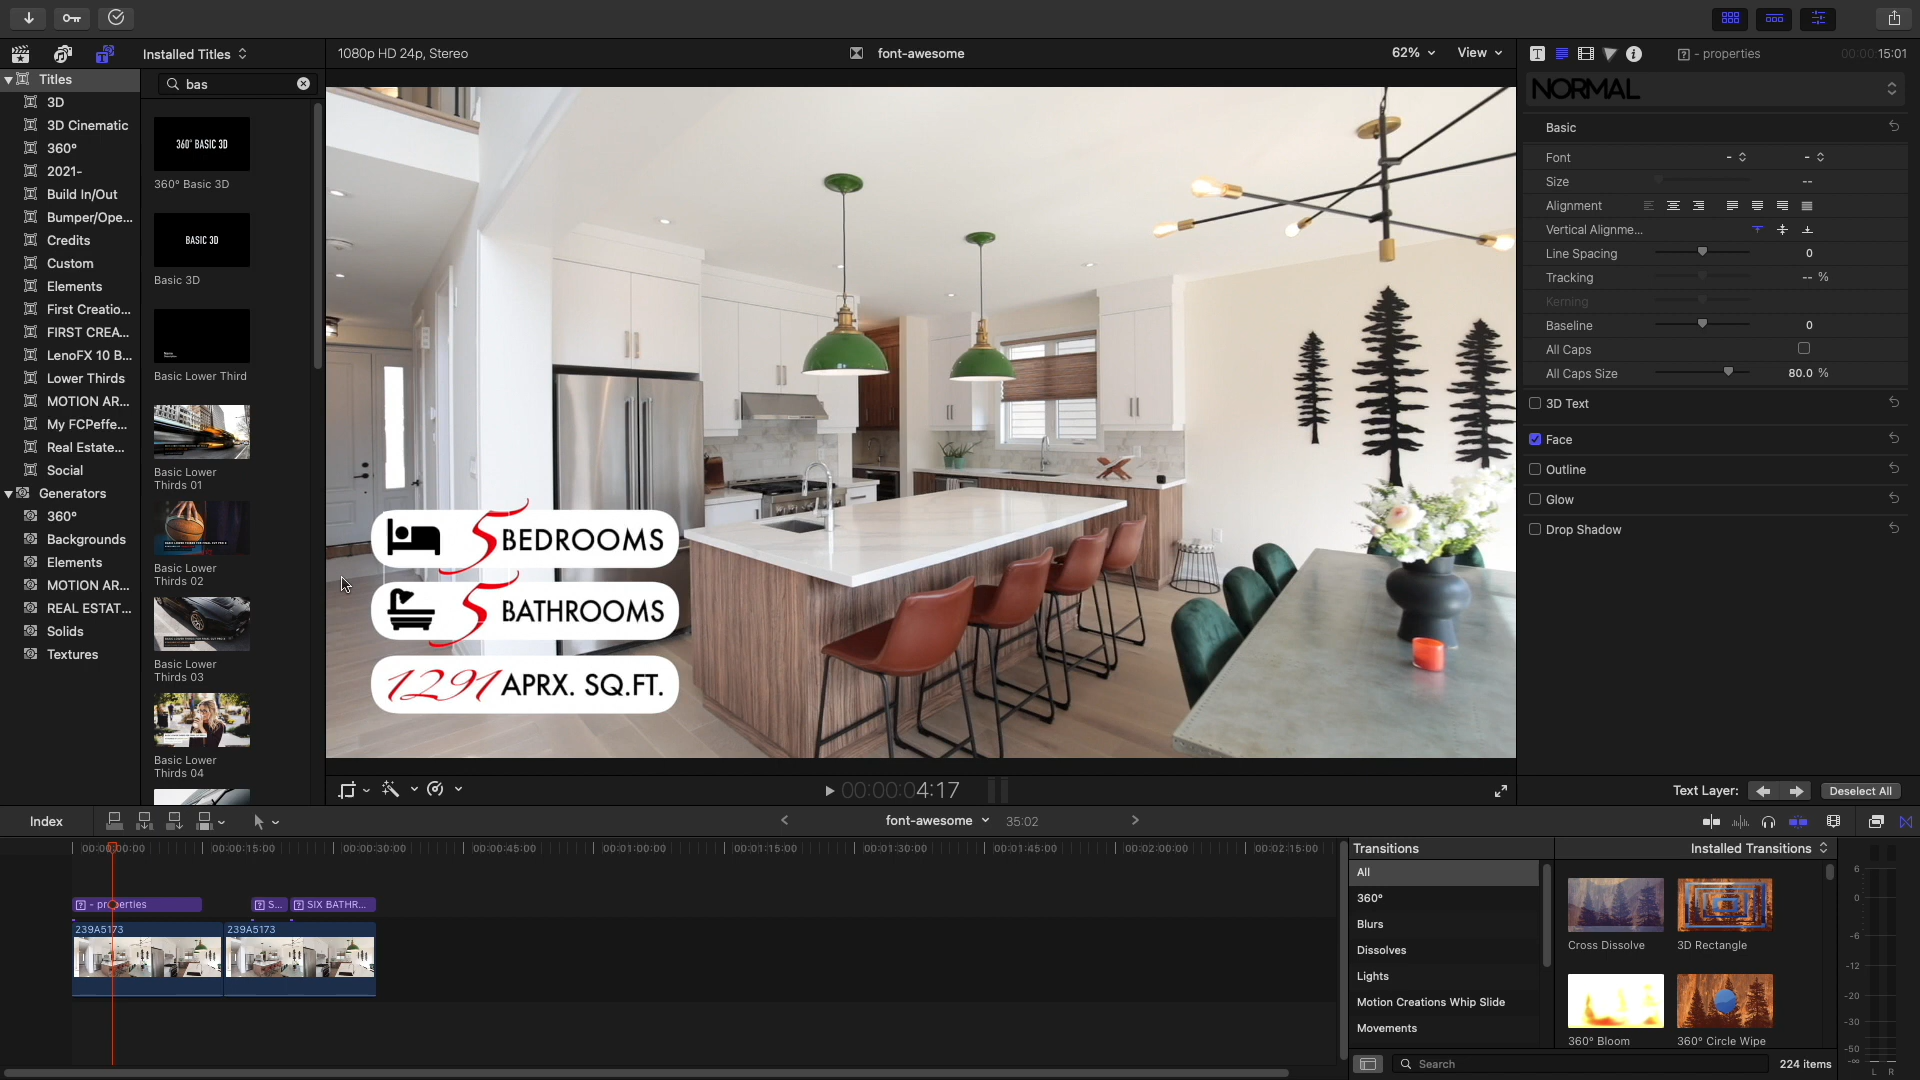 Installed Titles
1080p HD 24p, Stereo
font-awesome
62%
View
- properties
00:00:15:01
Titles
bas
NORMAL
3D
3D Cinematic
360°
2021-
Build In/Out
Bumper/Ope...
Credits
Custom
Elements
First Creatio...
FIRST CREA...
LenoFX 10 B...
Lower Thirds
MOTION AR...
My FCPeffe...
Real Estate...
Social
Generators
360°
Backgrounds
Elements
MOTION AR...
REAL ESTAT...
Solids
Textures
360° BASIC 3D
360° Basic 3D
BASIC 3D
Basic 3D
Basic Lower Third
Basic Lower
Thirds 01
Basic Lower
Thirds 02
Basic Lower
Thirds 03
Basic Lower
Thirds 04
5 BEDROOMS
5 BATHROOMS
1291 APRX. SQ.FT.
Basic
Font - -
Size --
Alignment
Vertical Alignme...
Line Spacing 0
Tracking -- %
Kerning
Baseline 0
All Caps
All Caps Size 80.0 %
3D Text
Face
Outline
Glow
Drop Shadow
00:00:04:17
Text Layer:
Deselect All
Index
font-awesome
35:02
00:00:00:00
00:00:15:00
00:00:30:00
00:00:45:00
00:01:00:00
00:01:15:00
00:01:30:00
00:01:45:00
00:02:00:00
00:02:15:00
- properties
S...
SIX BATHR...
239A5173
239A5173
Transitions
Installed Transitions
All
360°
Blurs
Dissolves
Lights
Motion Creations Whip Slide
Movements
Cross Dissolve
3D Rectangle
360° Bloom
360° Circle Wipe
Search
224 items
6
0
-6
-12
-20
-30
-50
-∞
L R